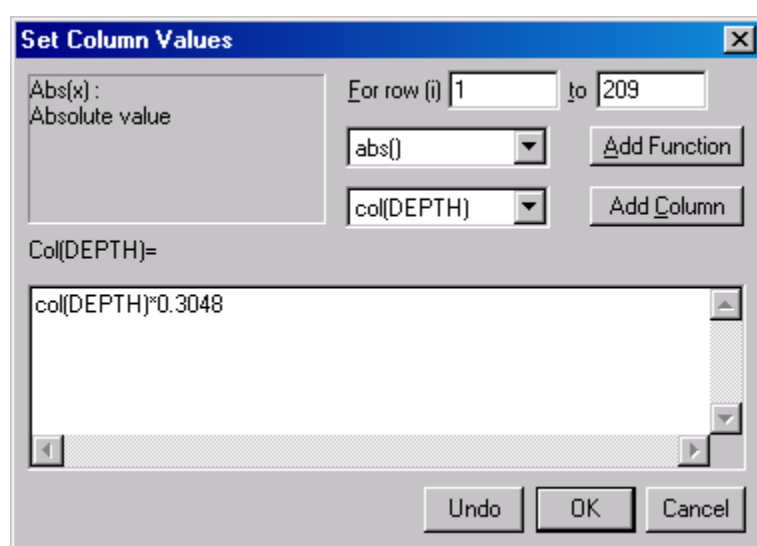 Set Column Values
Abs(x) :
Absolute value
For row (i) 1 to 209
abs()
Add Function
col(DEPTH)
Add Column
Col(DEPTH)=
col(DEPTH)*0.3048
Undo OK Cancel